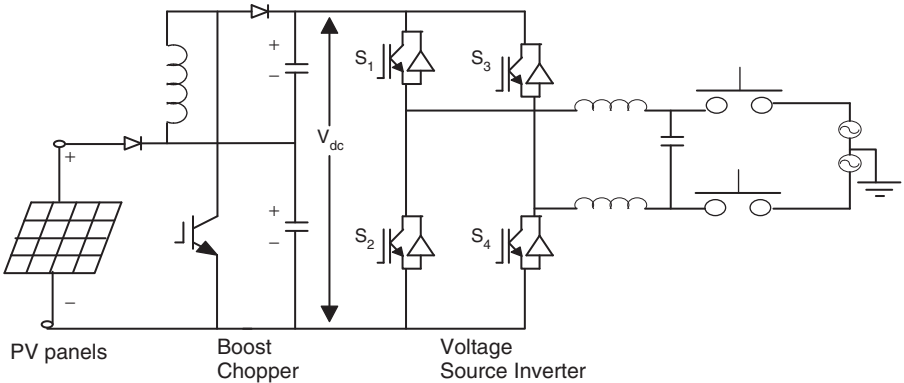 +
−
S1
S3
Vdc
+
+
−
S2
S4
−
PV panels
Boost
Chopper
Voltage
Source Inverter